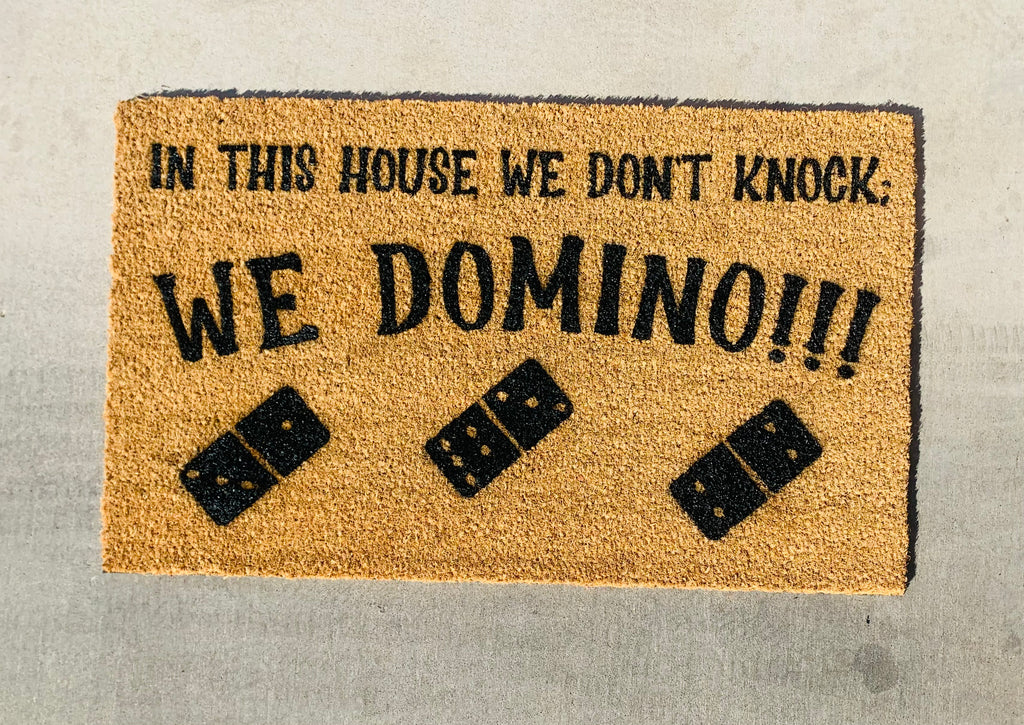 IN THIS HOUSE WE DON'T KNOCK;
WE DOMINO!!!